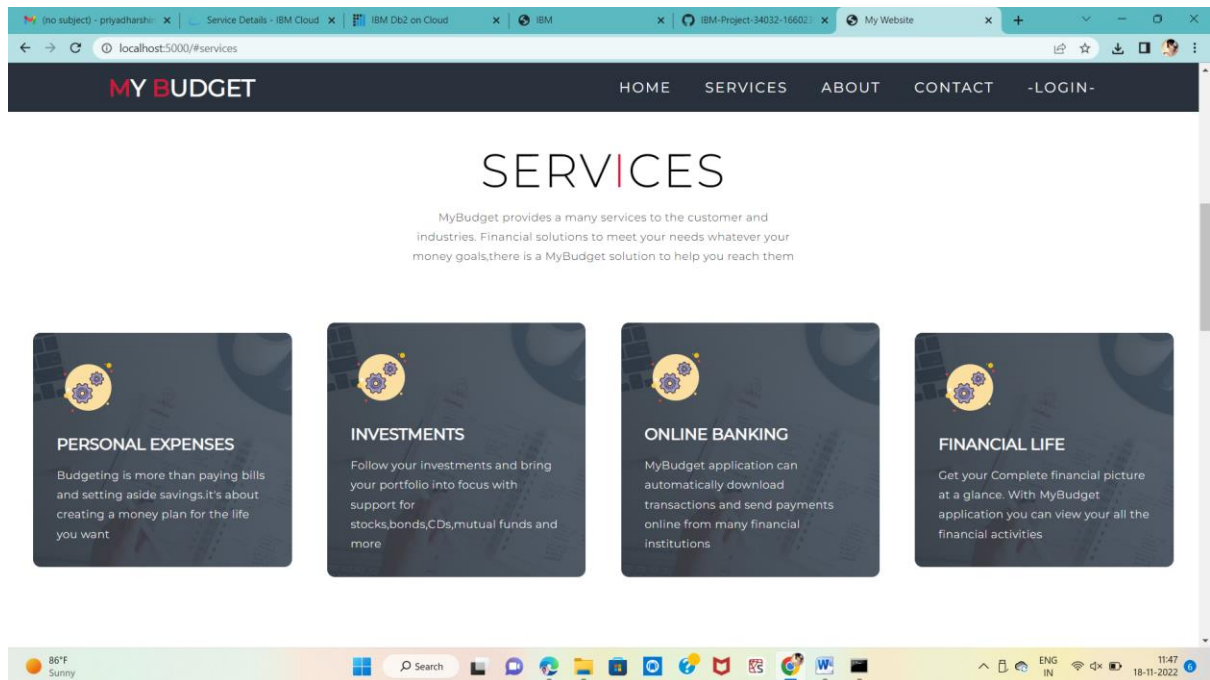 (no subject) - priyadharshin
Service Details - IBM Cloud
IBM Db2 on Cloud
IBM
IBM-Project-34032-166023
My Website
localhost:5000/#services
MY BUDGET
HOME SERVICES ABOUT CONTACT -LOGIN-
SERVICES
MyBudget provides a many services to the customer and
industries. Financial solutions to meet your needs whatever your
money goals,there is a MyBudget solution to help you reach them
PERSONAL EXPENSES
Budgeting is more than paying bills
and setting aside savings.it's about
creating a money plan for the life
you want
INVESTMENTS
Follow your investments and bring
your portfolio into focus with
support for
stocks,bonds,CDs,mutual funds and
more
ONLINE BANKING
MyBudget application can
automatically download
transactions and send payments
online from many financial
institutions
FINANCIAL LIFE
Get your Complete financial picture
at a glance. With MyBudget
application you can view your all the
financial activities
86°F
Sunny
Search
ENG
IN
11:47
18-11-2022
6